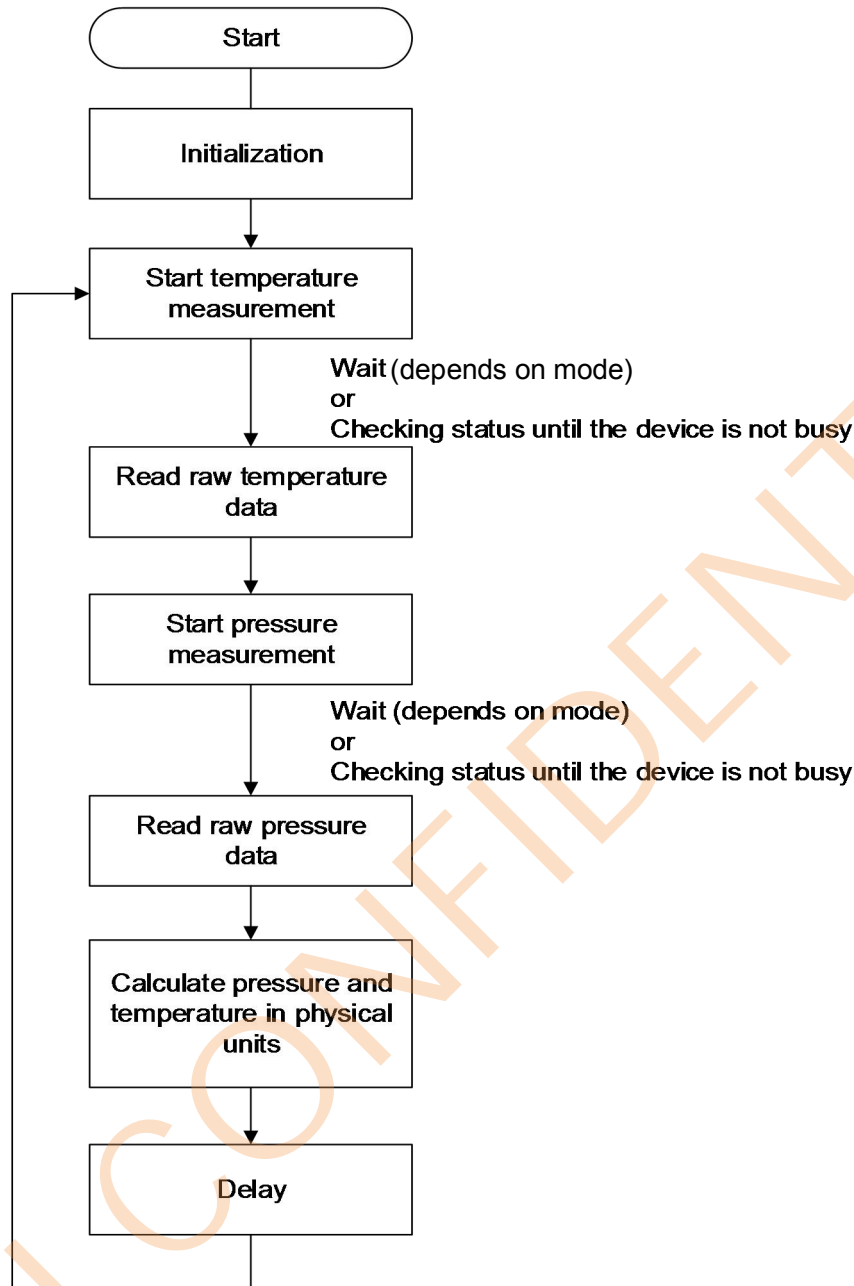 Start
Initialization
Start temperature
measurement
Wait (depends on mode)
or
Checking status until the device is not busy
Read raw temperature
data
Start pressure
measurement
Wait (depends on mode)
or
Checking status until the device is not busy
Read raw pressure
data
Calculate pressure and
temperature in physical
units
Delay
CONFIDENT